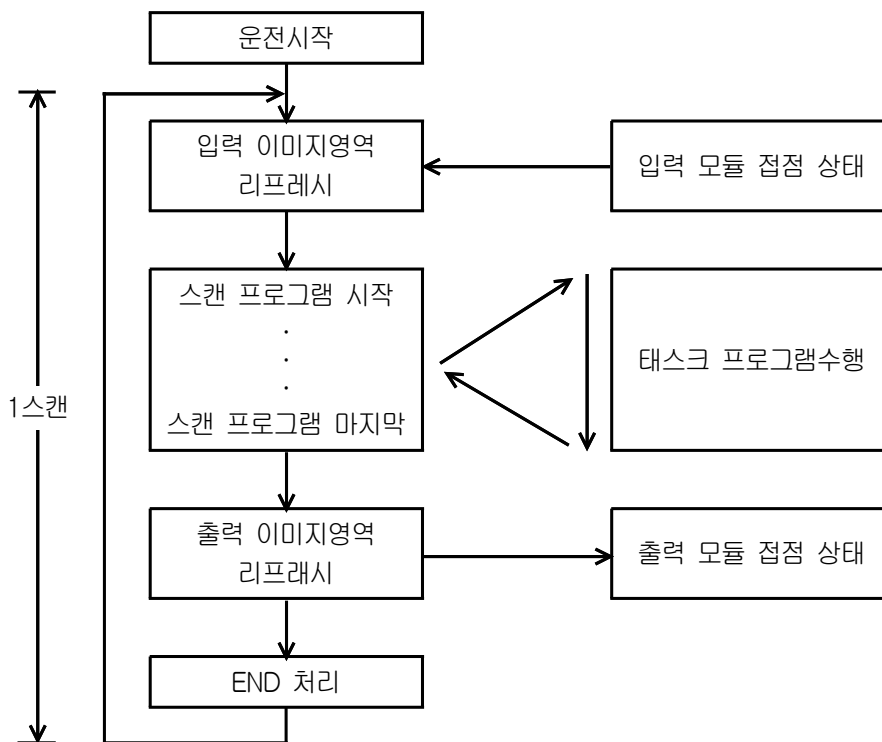 운전시작
입력 이미지영역
리프레시
입력 모듈 접점 상태
스캔 프로그램 시작
.
.
.
스캔 프로그램 마지막
태스크 프로그램수행
1스캔
출력 이미지영역
리프래시
출력 모듈 접점 상태
END 처리